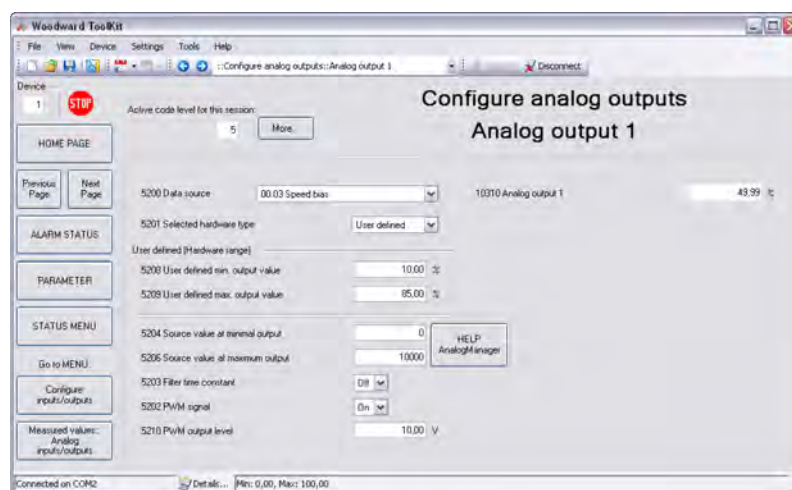 Woodward ToolKit
File View Device Settings Tools Help
::Configure analog outputs::Analog output 1
Disconnect
Device
1
STOP
Active code level for this session:
5
More...
Configure analog outputs
Analog output 1
HOME PAGE
Previous Page
Next Page
ALARM STATUS
PARAMETER
STATUS MENU
Go to MENU:
Configure inputs/outputs
Measured values:: Analog inputs/outputs
5200 Data source
00.03 Speed bias
10310 Analog output 1
49,99 %
5201 Selected hardware type
User defined
User defined (Hardware range)
5208 User defined min. output value
10,00 %
5209 User defined max. output value
85,00 %
5204 Source value at minimal output
0
5206 Source value at maximum output
10000
HELP
AnalogManager
5203 Filter time constant
Off
5202 PWM signal
On
5210 PWM output level
10,00 V
Connected on COM2
Details...
Min: 0,00, Max: 100,00